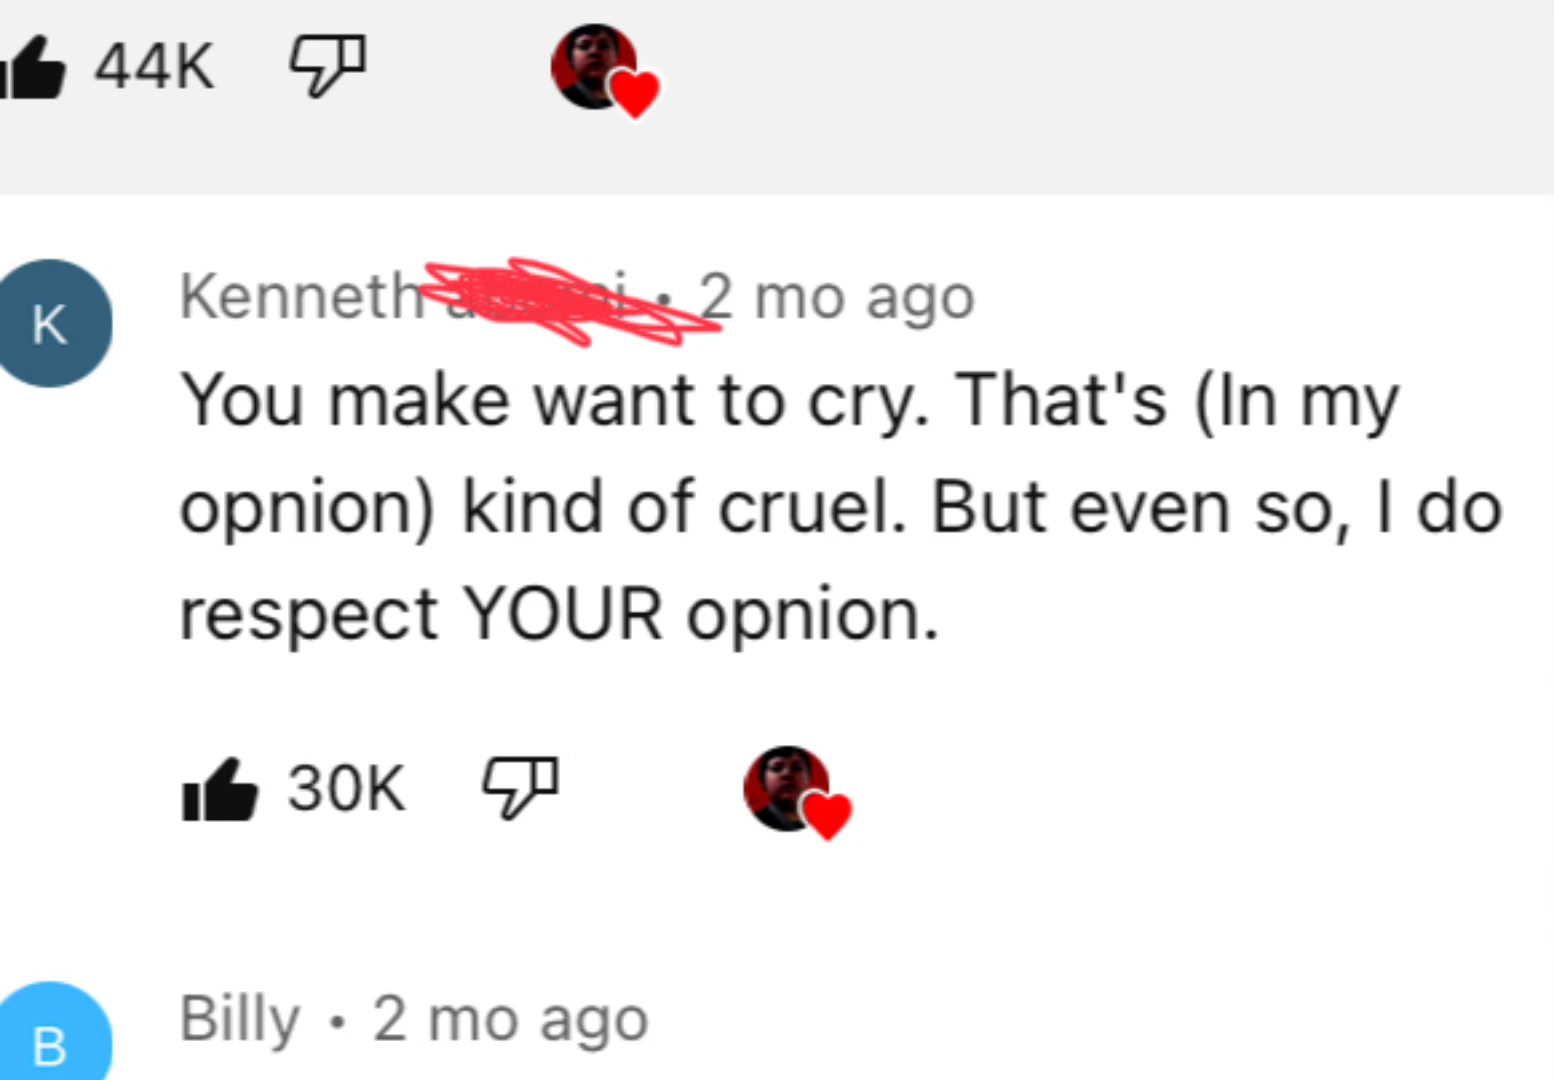 44K
K
Kenneth • 2 mo ago
You make want to cry. That's (In my
opnion) kind of cruel. But even so, I do
respect YOUR opnion.
30K
B
Billy • 2 mo ago